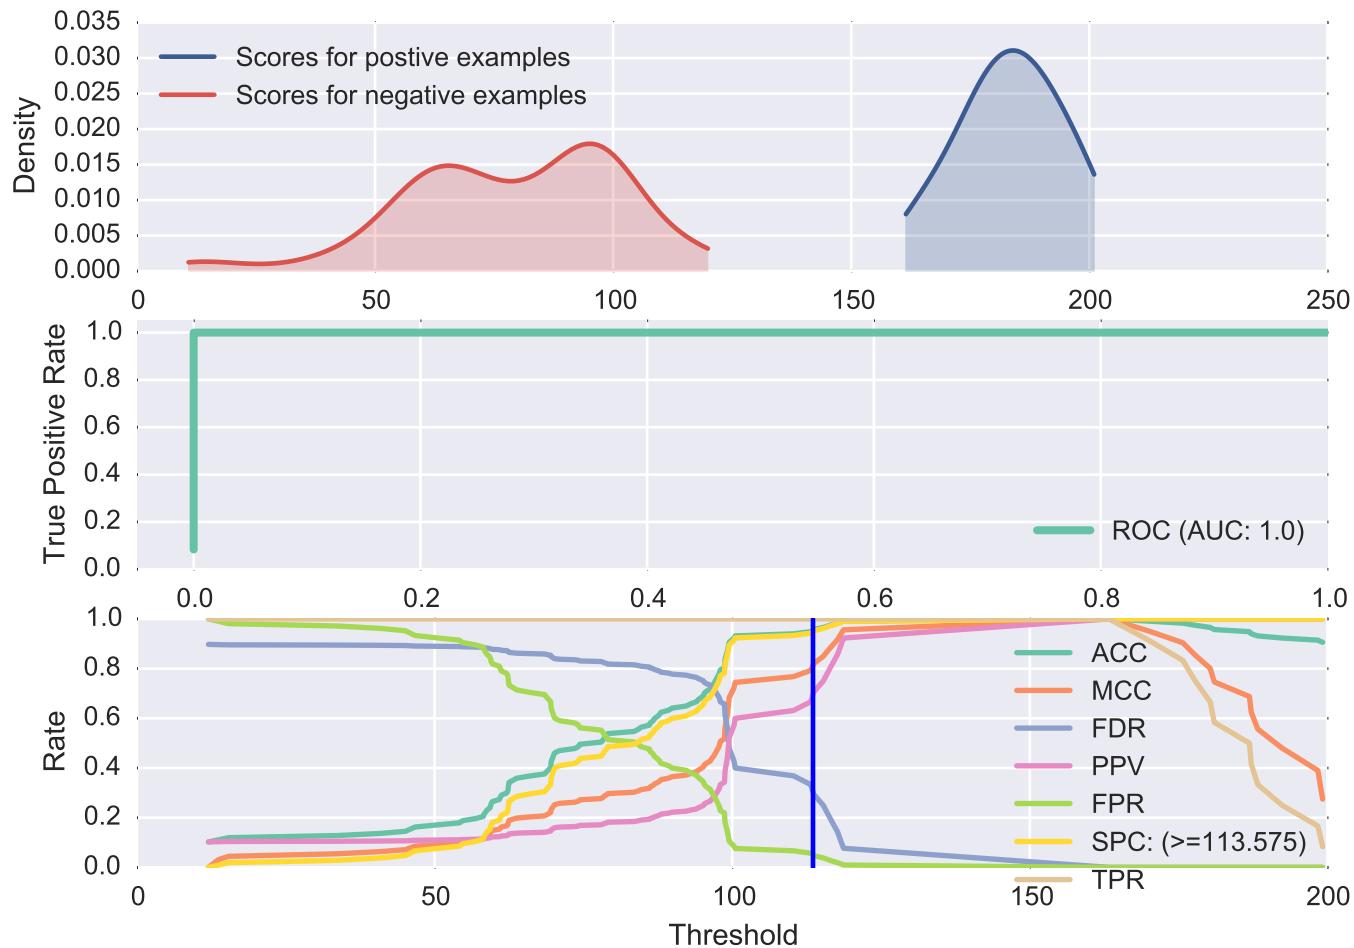 0.035
0.030
0.025
0.020
0.015
0.010
0.005
0.000
Density
Scores for postive examples
Scores for negative examples
0 50 100 150 200 250
1.0
0.8
0.6
0.4
0.2
0.0
True Positive Rate
ROC (AUC: 1.0)
0.0 0.2 0.4 0.6 0.8 1.0
1.0
0.8
0.6
0.4
0.2
0.0
Rate
ACC
MCC
FDR
PPV
FPR
SPC: (>=113.575)
TPR
0 50 100 150 200
Threshold